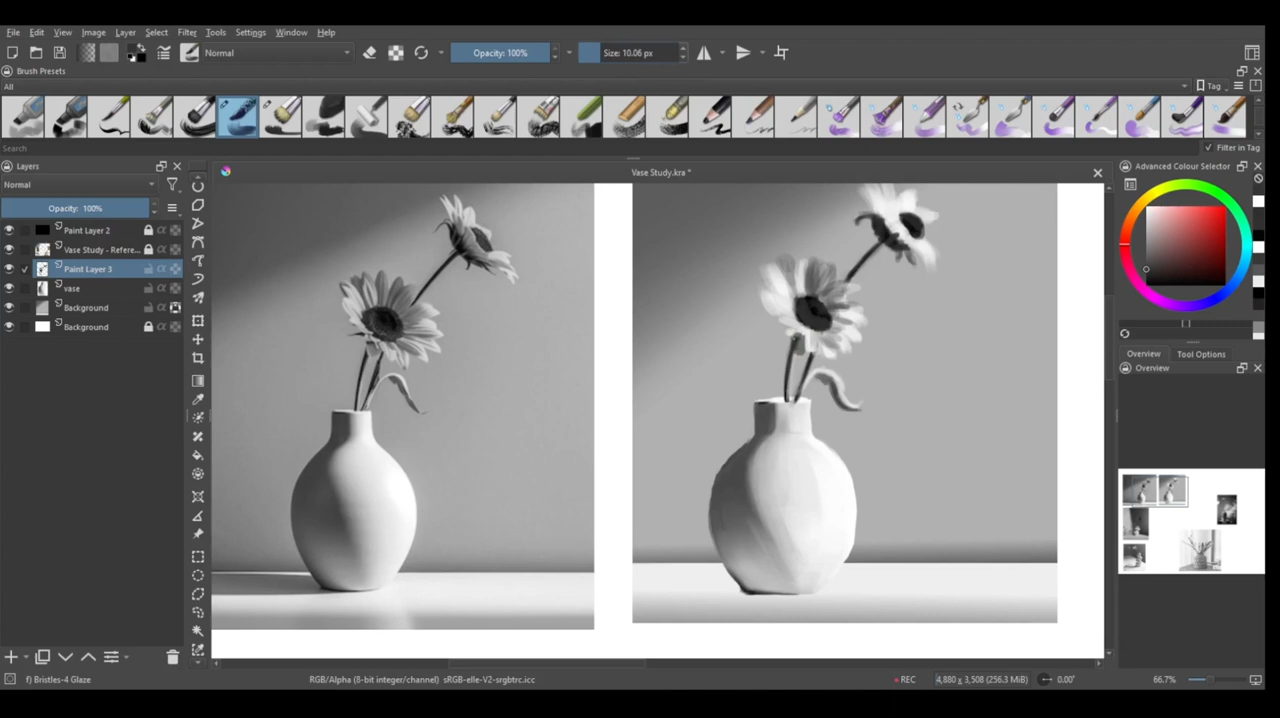 File Edit View Image Layer Select Filter Tools Settings Window Help
Normal Opacity: 100% Size: 10.06 px
Brush Presets
All Tag
Search Filter in Tag
Layers
Normal
Opacity: 100%
Paint Layer 2
Vase Study - Refere...
Paint Layer 3
vase
Background
Background
Vase Study.kra *
Advanced Colour Selector
Overview Tool Options
Overview
f) Bristles-4 Glaze RGB/Alpha (8-bit integer/channel) sRGB-elle-V2-srgbtrc.icc REC 4,880 x 3,508 (256.3 MiB) 0.00° 66.7%